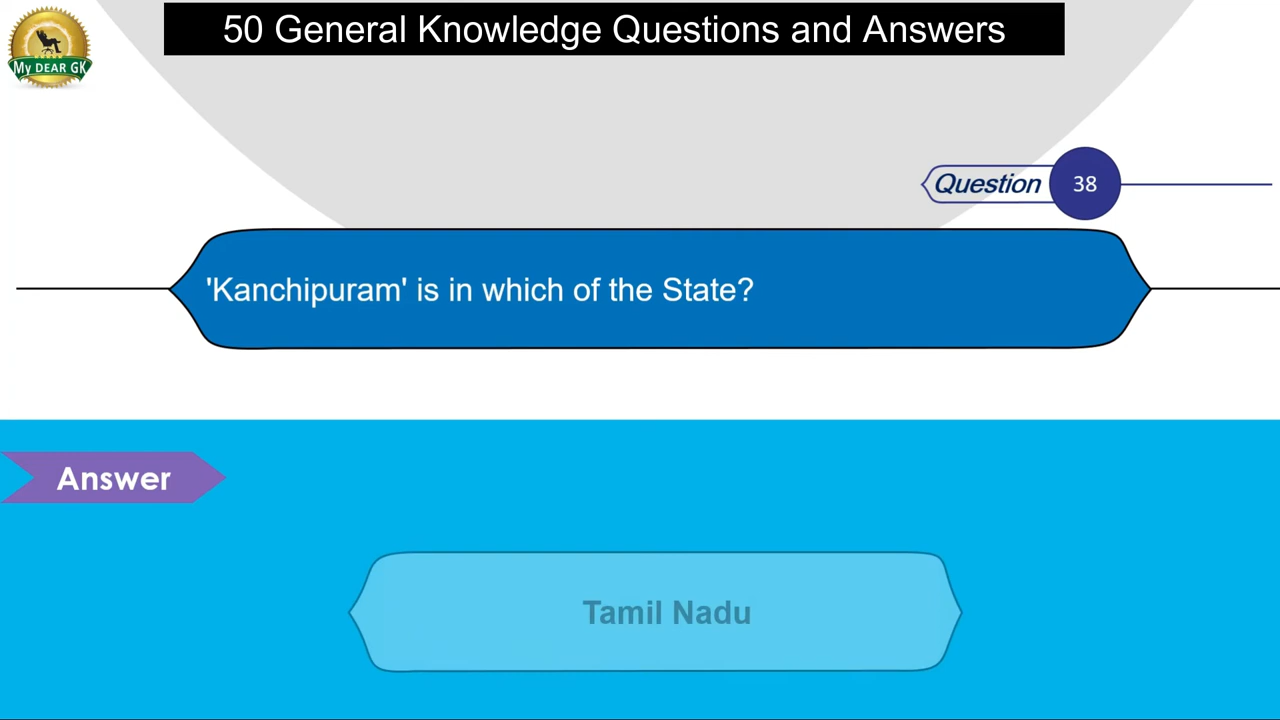 50 General Knowledge Questions and Answers
My DEAR GK
Question 38
'Kanchipuram' is in which of the State?
Answer
Tamil Nadu